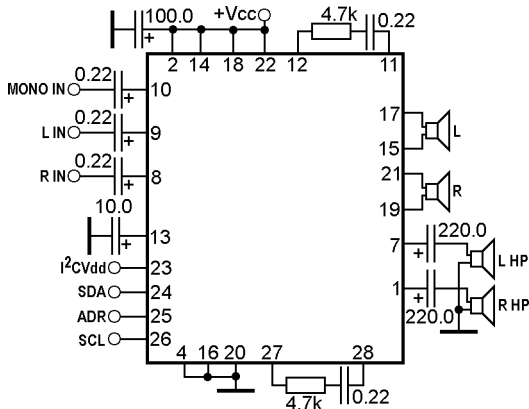 100.0 +Vcc 4.7k 0.22
+
2 14 18 22 12 11
0.22
MONO IN + 10
0.22
L IN + 9
0.22
R IN + 8
10.0
+ 13
I²CVdd 23
SDA 24
ADR 25
SCL 26
17
15 L
21
19 R
7 + 220.0 L HP
1 + 220.0 R HP
4 16 20 27 28
4.7k 0.22